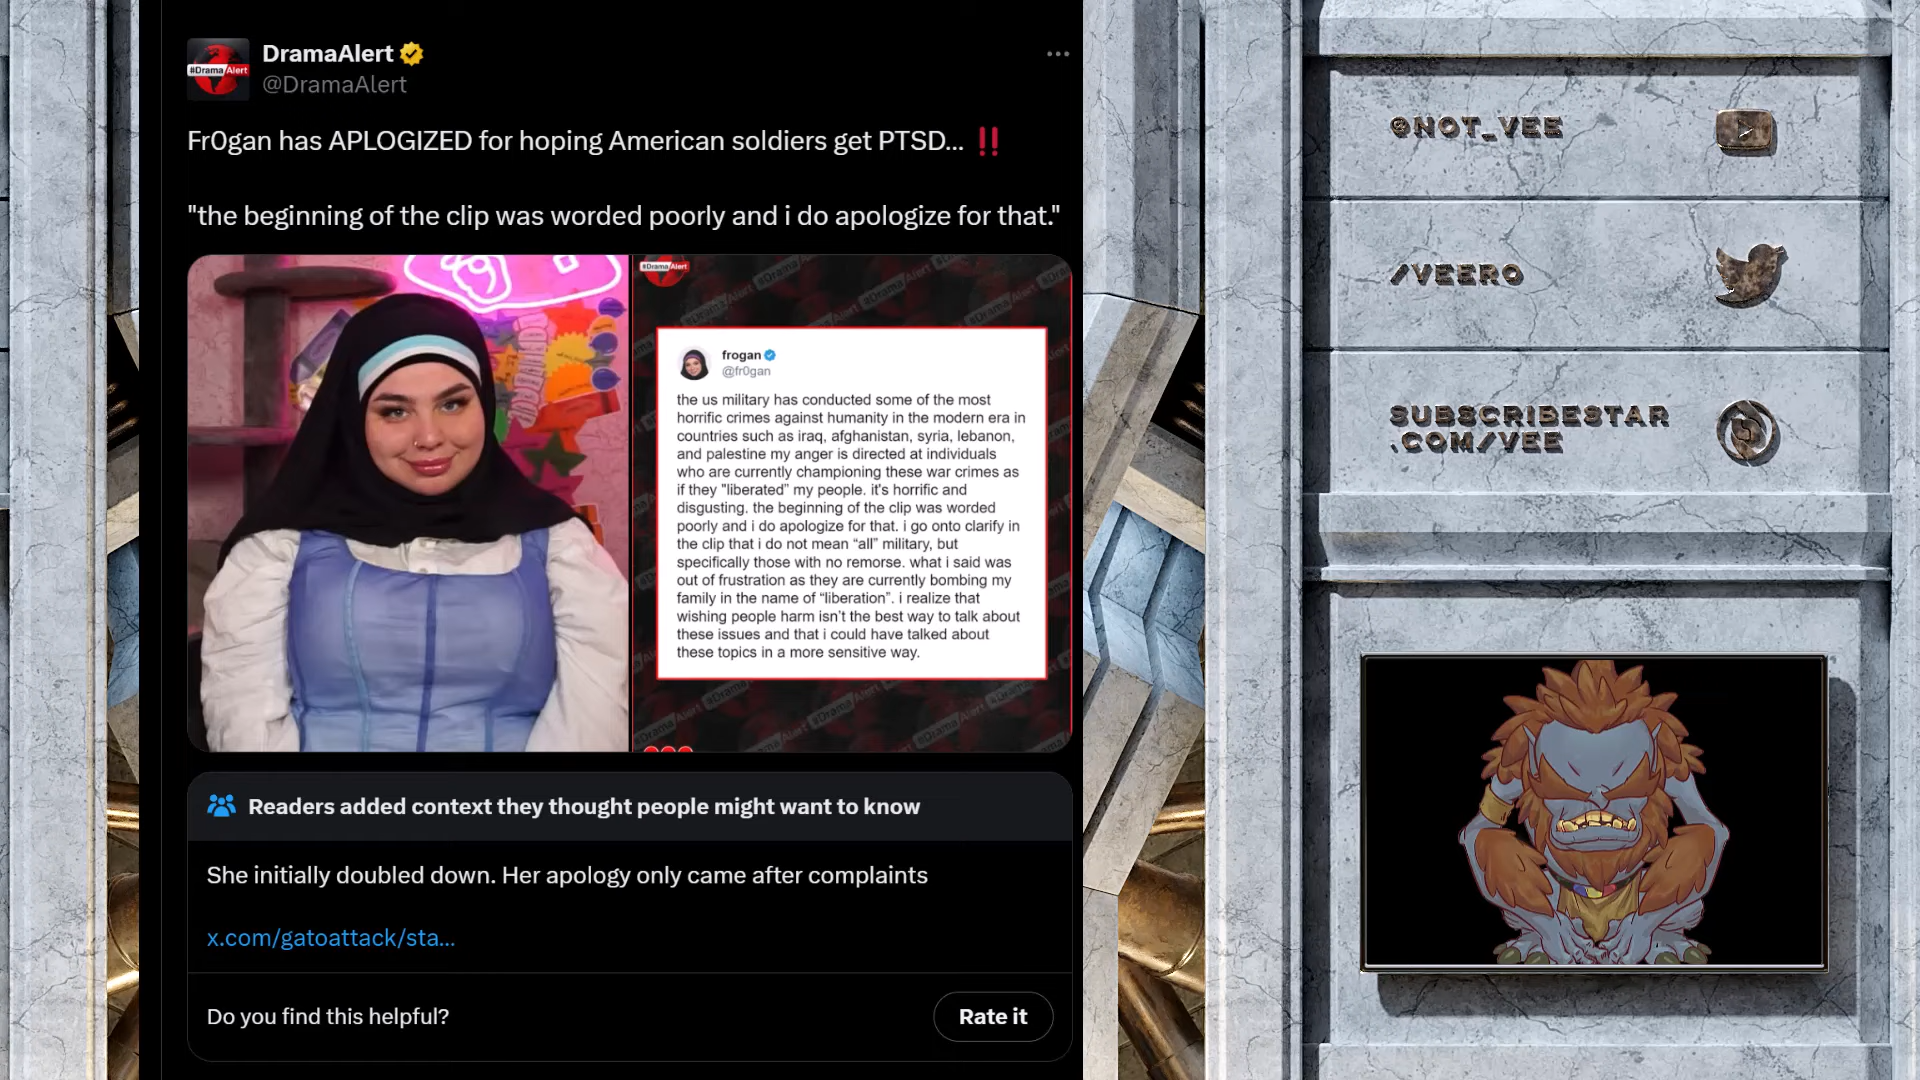 DramaAlert
@DramaAlert
#Drama Alert
Fr0gan has APLOGIZED for hoping American soldiers get PTSD... ‼
"the beginning of the clip was worded poorly and i do apologize for that."
#Drama Alert
frogan
@fr0gan
the us military has conducted some of the most
horrific crimes against humanity in the modern era in
countries such as iraq, afghanistan, syria, lebanon,
and palestine my anger is directed at individuals
who are currently championing these war crimes as
if they "liberated” my people. it's horrific and
disgusting. the beginning of the clip was worded
poorly and i do apologize for that. i go onto clarify in
the clip that i do not mean “all” military, but
specifically those with no remorse. what i said was
out of frustration as they are currently bombing my
family in the name of “liberation”. i realize that
wishing people harm isn’t the best way to talk about
these issues and that i could have talked about
these topics in a more sensitive way.
Readers added context they thought people might want to know
She initially doubled down. Her apology only came after complaints
x.com/gatoattack/sta...
Do you find this helpful?
Rate it
@NOT_VEE
/VEERO
SUBSCRIBESTAR
.COM/VEE